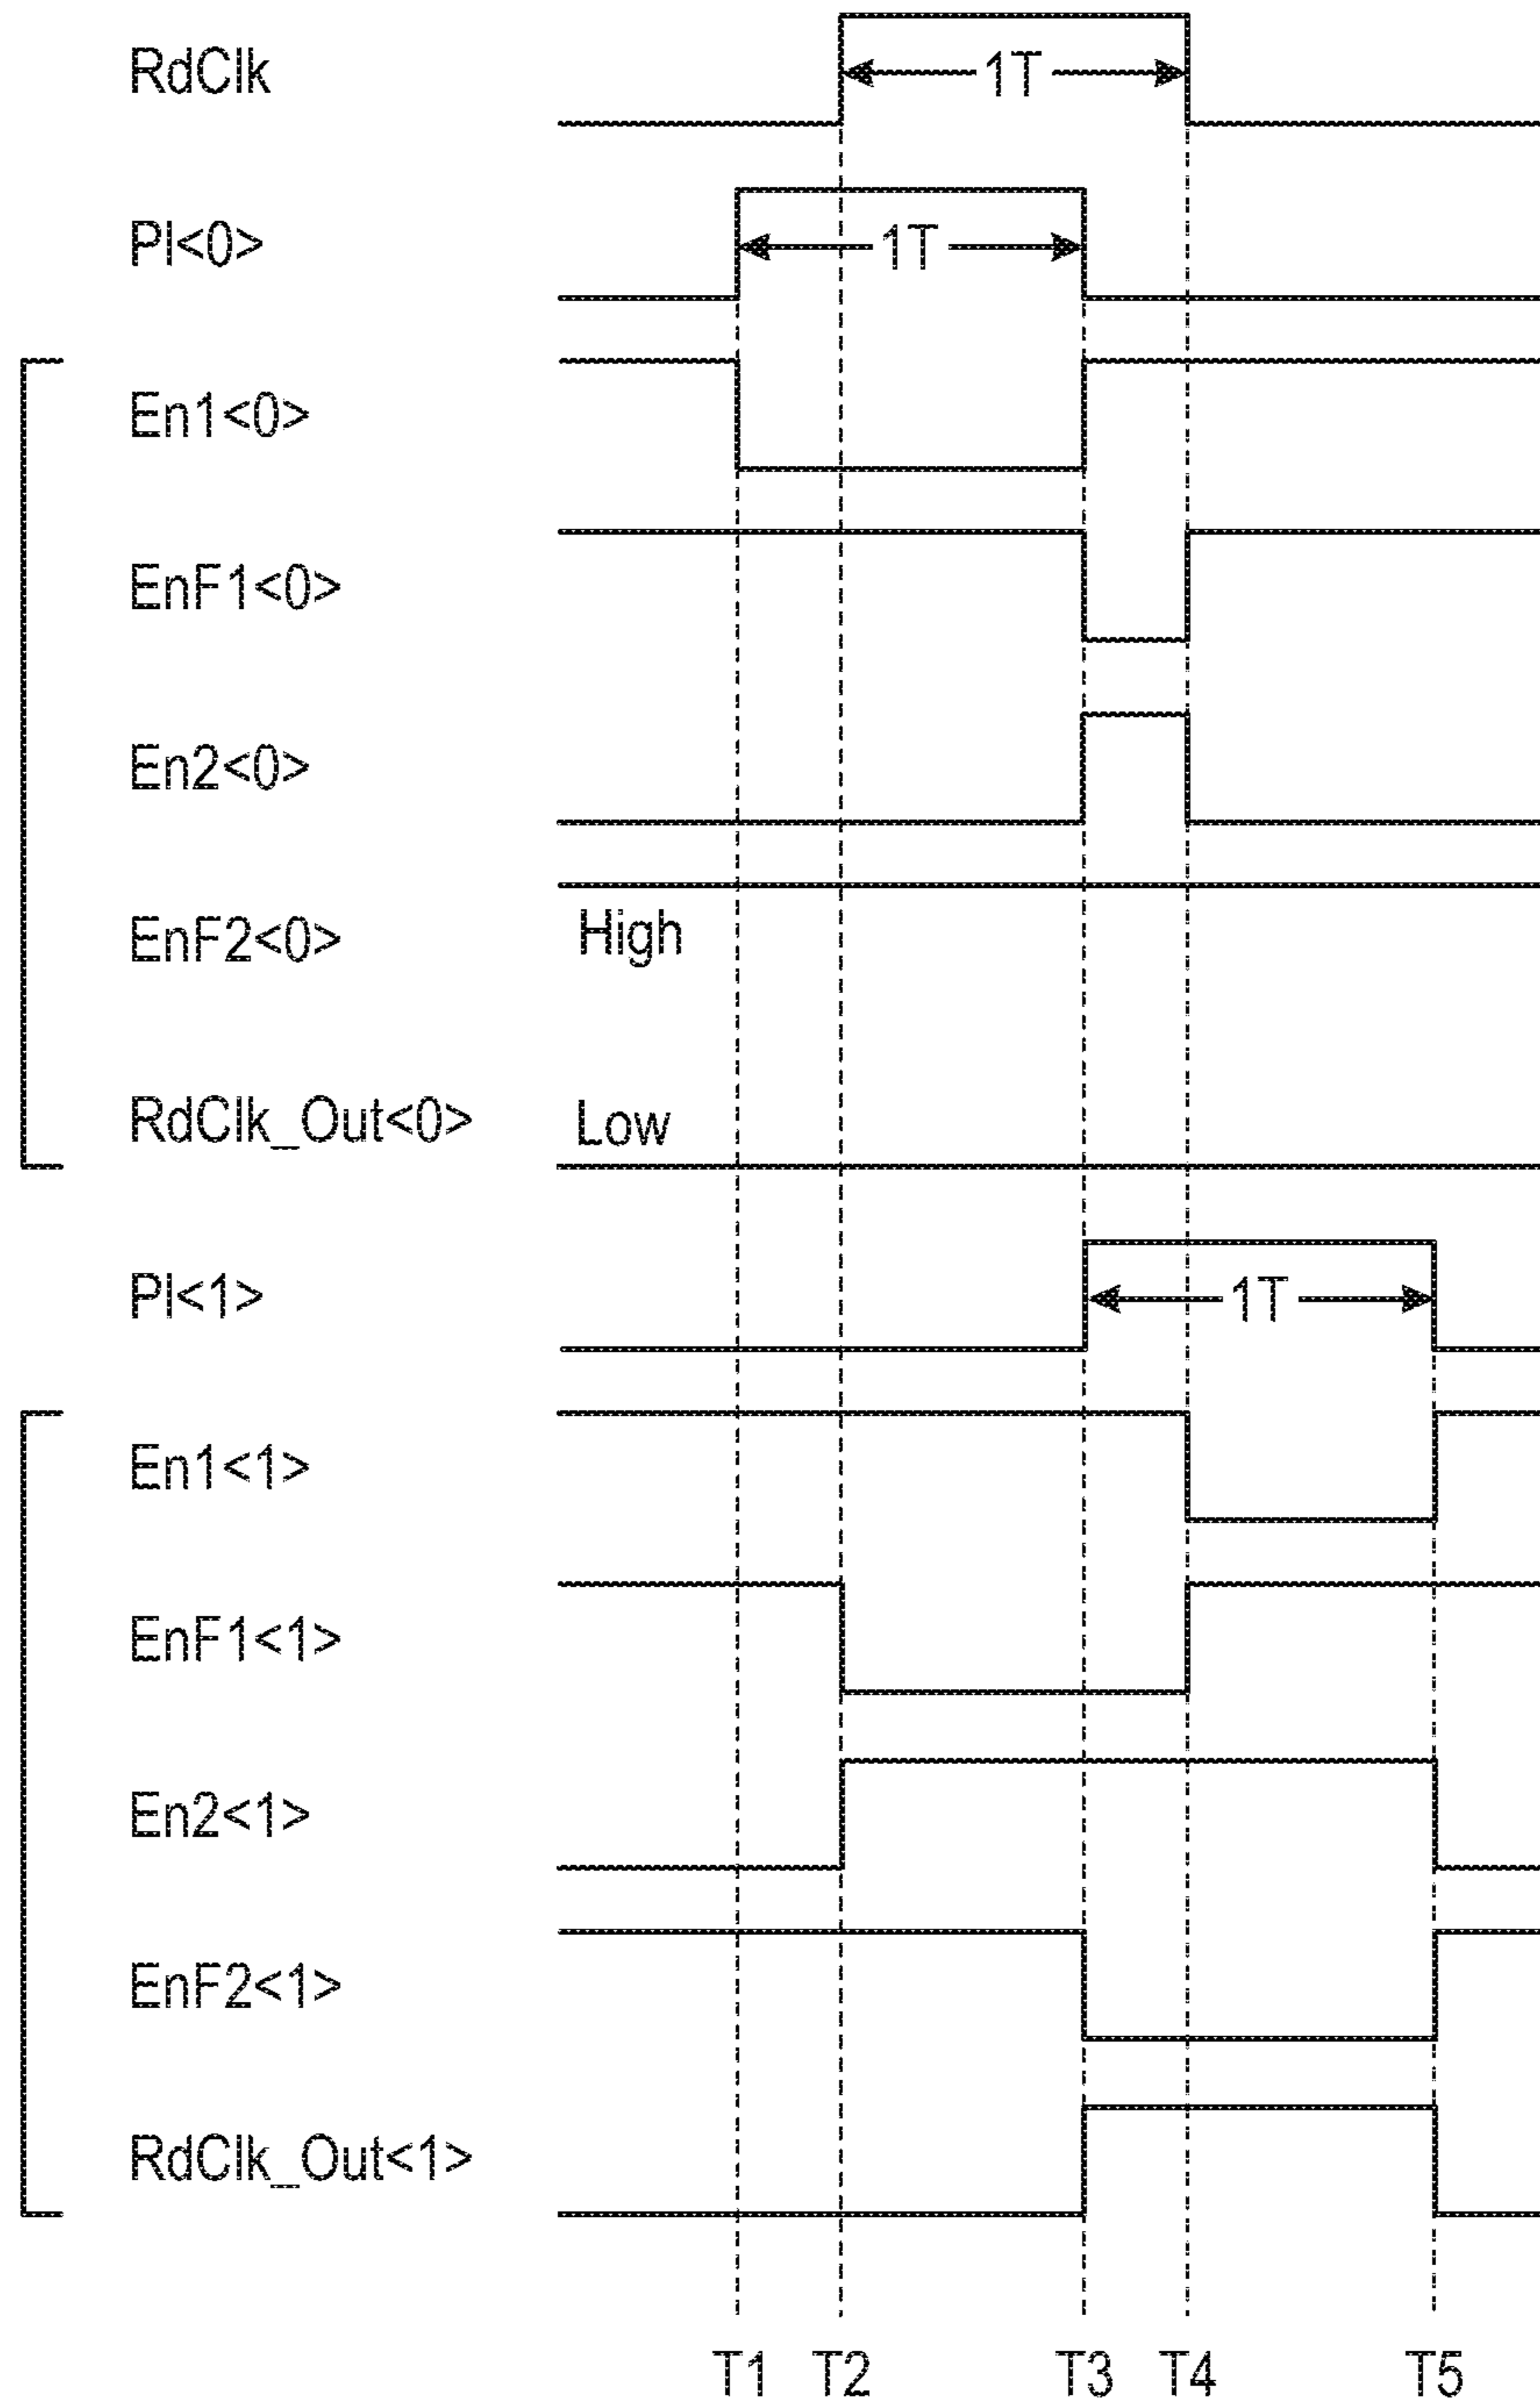 RdClk
1T
PI<0>
1T
En1<0>
EnF1<0>
En2<0>
EnF2<0> High
RdClk_Out<0> Low
PI<1>
1T
En1<1>
EnF1<1>
En2<1>
EnF2<1>
RdClk_Out<1>
T1 T2 T3 T4 T5